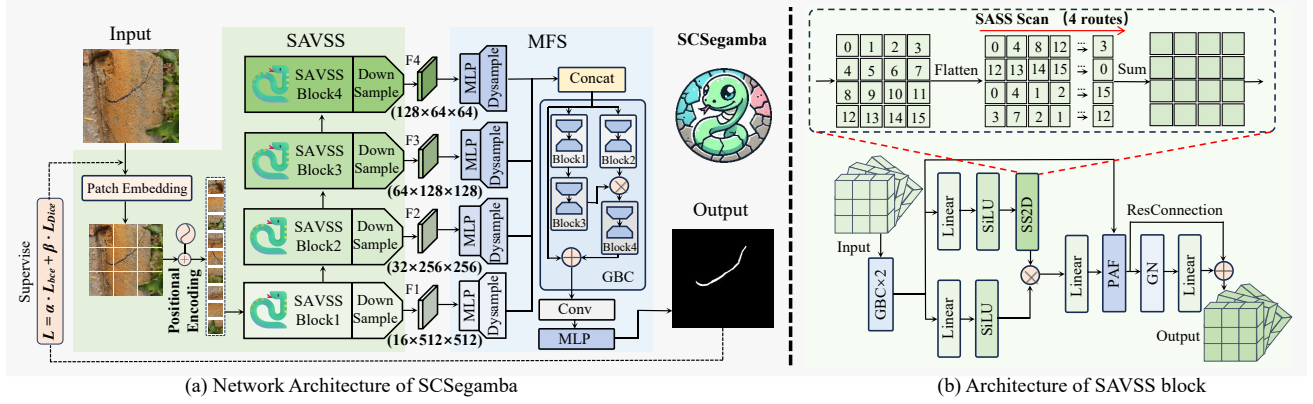 Input
SAVSS
MFS
SCSegamba
Patch Embedding
Positional
Encoding
Supervise
L = α · L_bce + β · L_Dice
SAVSS
Block4
Down
Sample
F4
(128×64×64)
MLP
Dysample
SAVSS
Block3
Down
Sample
F3
(64×128×128)
MLP
Dysample
SAVSS
Block2
Down
Sample
F2
(32×256×256)
MLP
Dysample
SAVSS
Block1
Down
Sample
F1
(16×512×512)
MLP
Dysample
Concat
Block1
Block2
Block3
Block4
GBC
Conv
MLP
Output
(a) Network Architecture of SCSegamba
SASS Scan (4 routes)
0 1 2 3
4 5 6 7
8 9 10 11
12 13 14 15
Flatten
0 4 8 12 ... 3
12 13 14 15 ... 0
0 4 1 2 ... 15
3 7 2 1 ... 12
Sum
Input
GBC×2
Linear
SiLU
SS2D
Linear
SiLU
Linear
PAF
GN
Linear
ResConnection
Output
(b) Architecture of SAVSS block